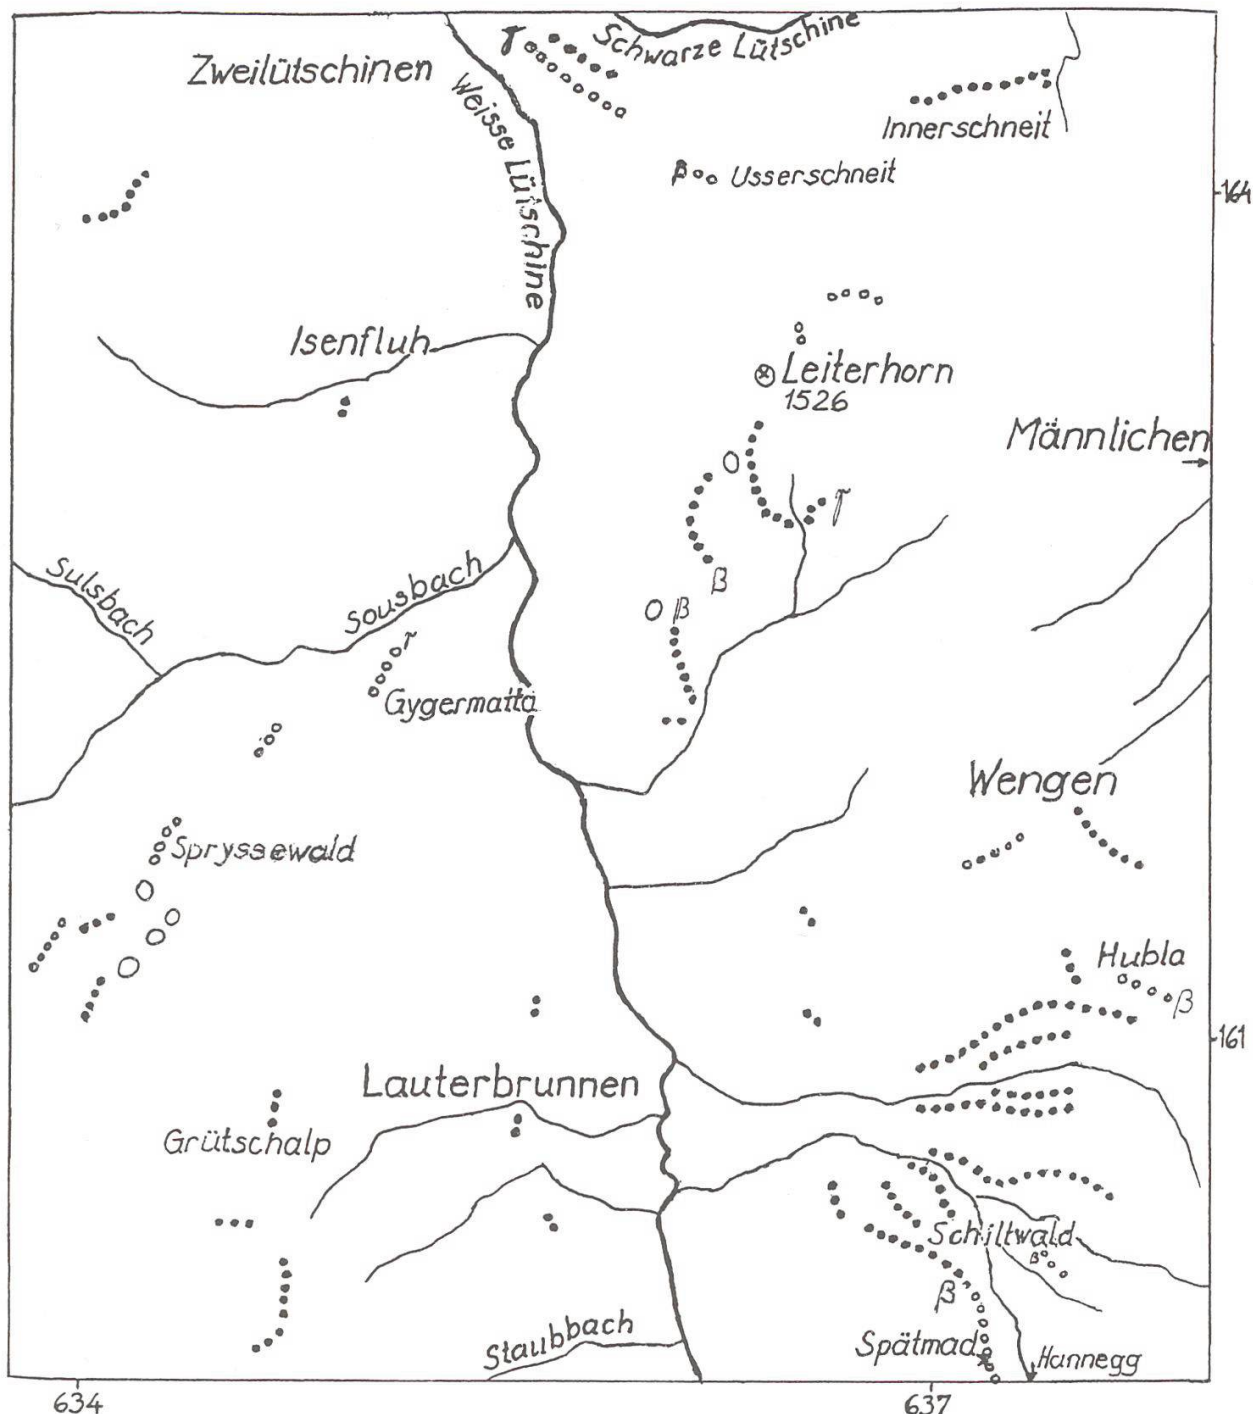 Schwarze Lütschine
Zweilütschinen
Weisse Lütschine
Innerschneit
β Usserschneit
164
Isenfluh
Leiterhorn
1526
Männlichen
β
β
Sulsbach
Sousbach
Gygermatta
Wengen
Spryssewald
Hubla
β
161
Lauterbrunnen
Grütschalp
Schiltwald
β
β
Staubbach
Spätmad
Hannegg
634
637